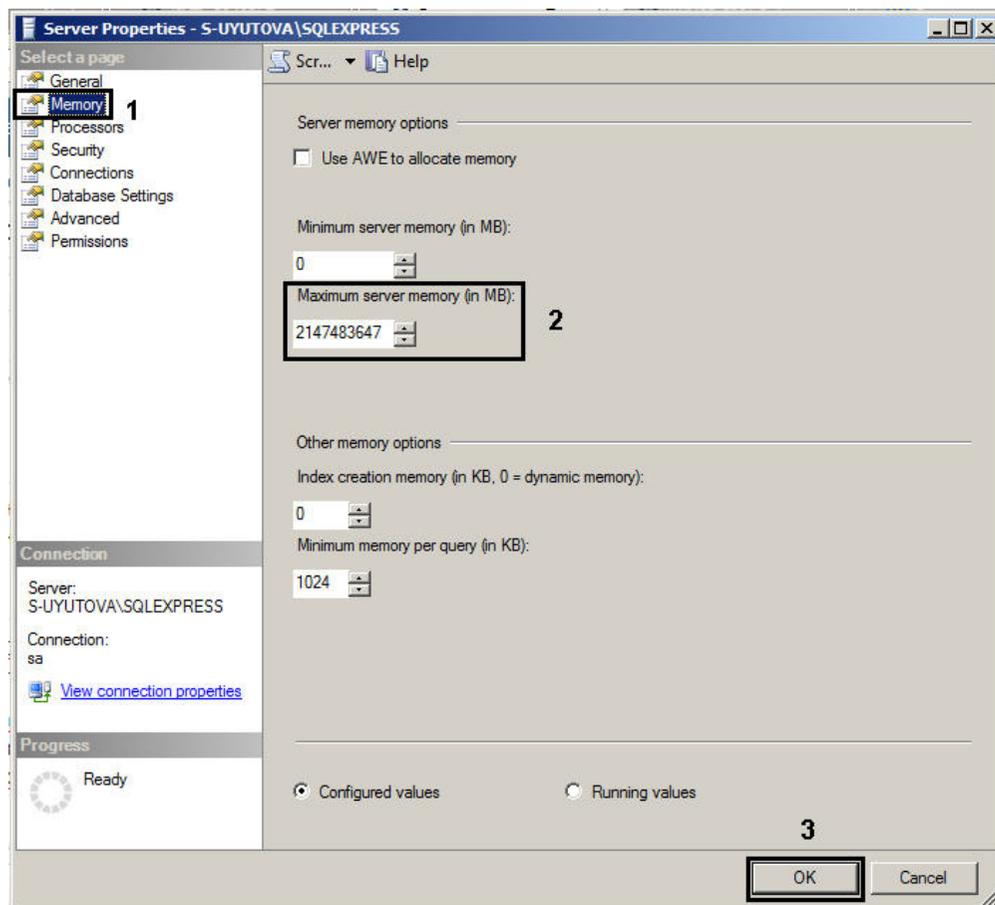 Server Properties - S-UYUTOVA\SQLEXPRESS
Select a page
General
Memory
1
Processors
Security
Connections
Database Settings
Advanced
Permissions
Scr...
Help
Server memory options
Use AWE to allocate memory
Minimum server memory (in MB):
0
Maximum server memory (in MB):
2147483647
2
Other memory options
Index creation memory (in KB, 0 = dynamic memory):
0
Minimum memory per query (in KB):
1024
Connection
Server:
S-UYUTOVA\SQLEXPRESS
Connection:
sa
View connection properties
Progress
Ready
Configured values
Running values
3
OK
Cancel